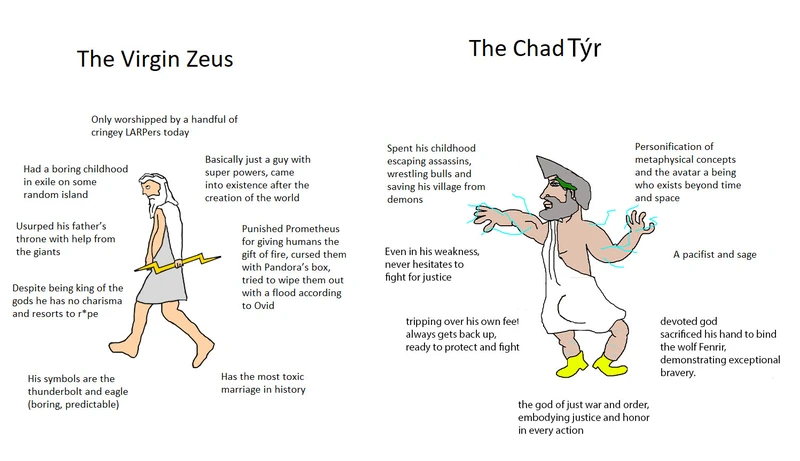 The Virgin Zeus
Only worshipped by a handful of
cringey LARPers today
Had a boring childhood
in exile on some
random island
Basically just a guy with
super powers, came
into existence after the
creation of the world
Usurped his father's
throne with help from
the giants
Punished Prometheus
for giving humans the
gift of fire, cursed them
with Pandora's box,
tried to wipe them out
with a flood according
to Ovid
Despite being king of the
gods he has no charisma
and resorts to r*pe
His symbols are the
thunderbolt and eagle
(boring, predictable)
Has the most toxic
marriage in history
The Chad Týr
Spent his childhood
escaping assassins,
wrestling bulls and
saving his village from
demons
Personification of
metaphysical concepts
and the avatar a being
who exists beyond time
and space
Even in his weakness,
never hesitates to
fight for justice
A pacifist and sage
tripping over his own feet
always gets back up,
ready to protect and fight
devoted god
sacrificed his hand to bind
the wolf Fenrir,
demonstrating exceptional
bravery.
the god of just war and order,
embodying justice and honor
in every action